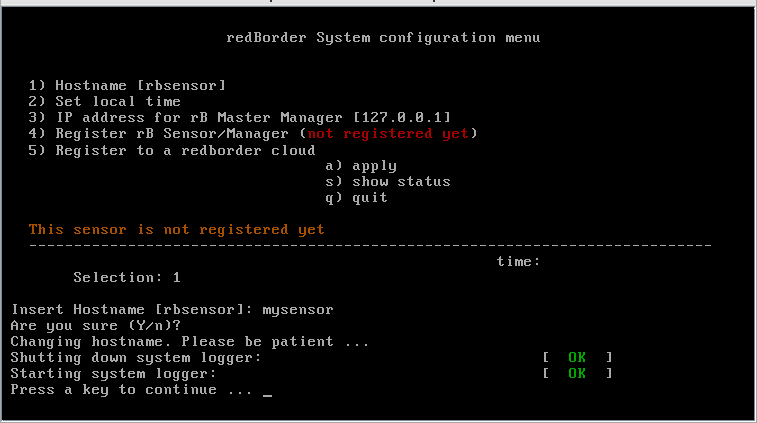 redBorder System configuration menu
1) Hostname [rbsensor]
2) Set local time
3) IP address for rB Master Manager [127.0.0.1]
4) Register rB Sensor/Manager (not registered yet)
5) Register to a redborder cloud
a) apply
s) show status
q) quit
This sensor is not registered yet
----------------------------------------------------------------------------
time:
Selection: 1
Insert Hostname [rbsensor]: mysensor
Are you sure (Y/n)?
Changing hostname. Please be patient ...
Shutting down system logger: [ OK ]
Starting system logger: [ OK ]
Press a key to continue ... _